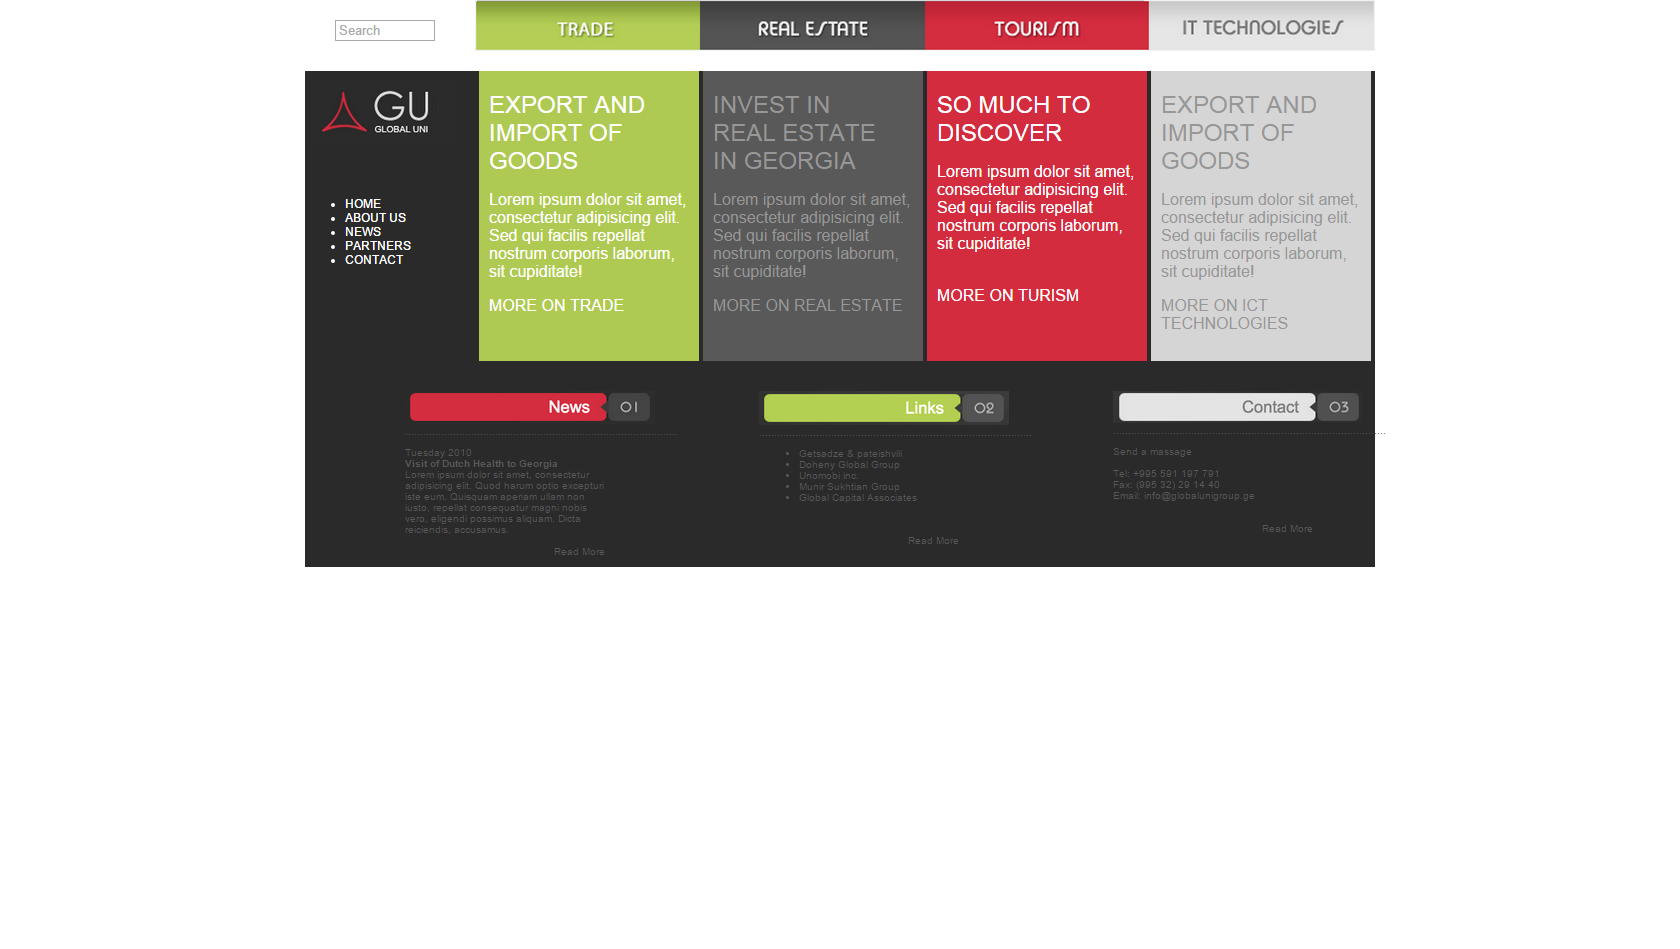 Search
TRADE
REAL ESTATE
TOURISM
IT TECHNOLOGIES
GU
GLOBAL UNI
HOME
ABOUT US
NEWS
PARTNERS
CONTACT
EXPORT AND
IMPORT OF
GOODS
Lorem ipsum dolor sit amet,
consectetur adipisicing elit.
Sed qui facilis repellat
nostrum corporis laborum,
sit cupiditate!
MORE ON TRADE
INVEST IN
REAL ESTATE
IN GEORGIA
Lorem ipsum dolor sit amet,
consectetur adipisicing elit.
Sed qui facilis repellat
nostrum corporis laborum,
sit cupiditate!
MORE ON REAL ESTATE
SO MUCH TO
DISCOVER
Lorem ipsum dolor sit amet,
consectetur adipisicing elit.
Sed qui facilis repellat
nostrum corporis laborum,
sit cupiditate!
MORE ON TURISM
EXPORT AND
IMPORT OF
GOODS
Lorem ipsum dolor sit amet,
consectetur adipisicing elit.
Sed qui facilis repellat
nostrum corporis laborum,
sit cupiditate!
MORE ON ICT
TECHNOLOGIES
News 01
Tuesday 2010
Visit of Dutch Health to Georgia
Lorem ipsum dolor sit amet, consectetur
adipisicing elit. Quod harum optio excepturi
iste eum. Quisquam aperiam ullam non
iusto, repellat consequatur magni nobis
vero, eligendi possimus aliquam. Dicta
reiciendis, accusamus.
Read More
Links 02
Getsadze & pateishvili
Doheny Global Group
Unomobi inc.
Munir Sukhtian Group
Global Capital Associates
Read More
Contact 03
Send a massage
Tel: +995 591 197 791
Fax: (995 32) 29 14 40
Email: info@globalunigroup.ge
Read More